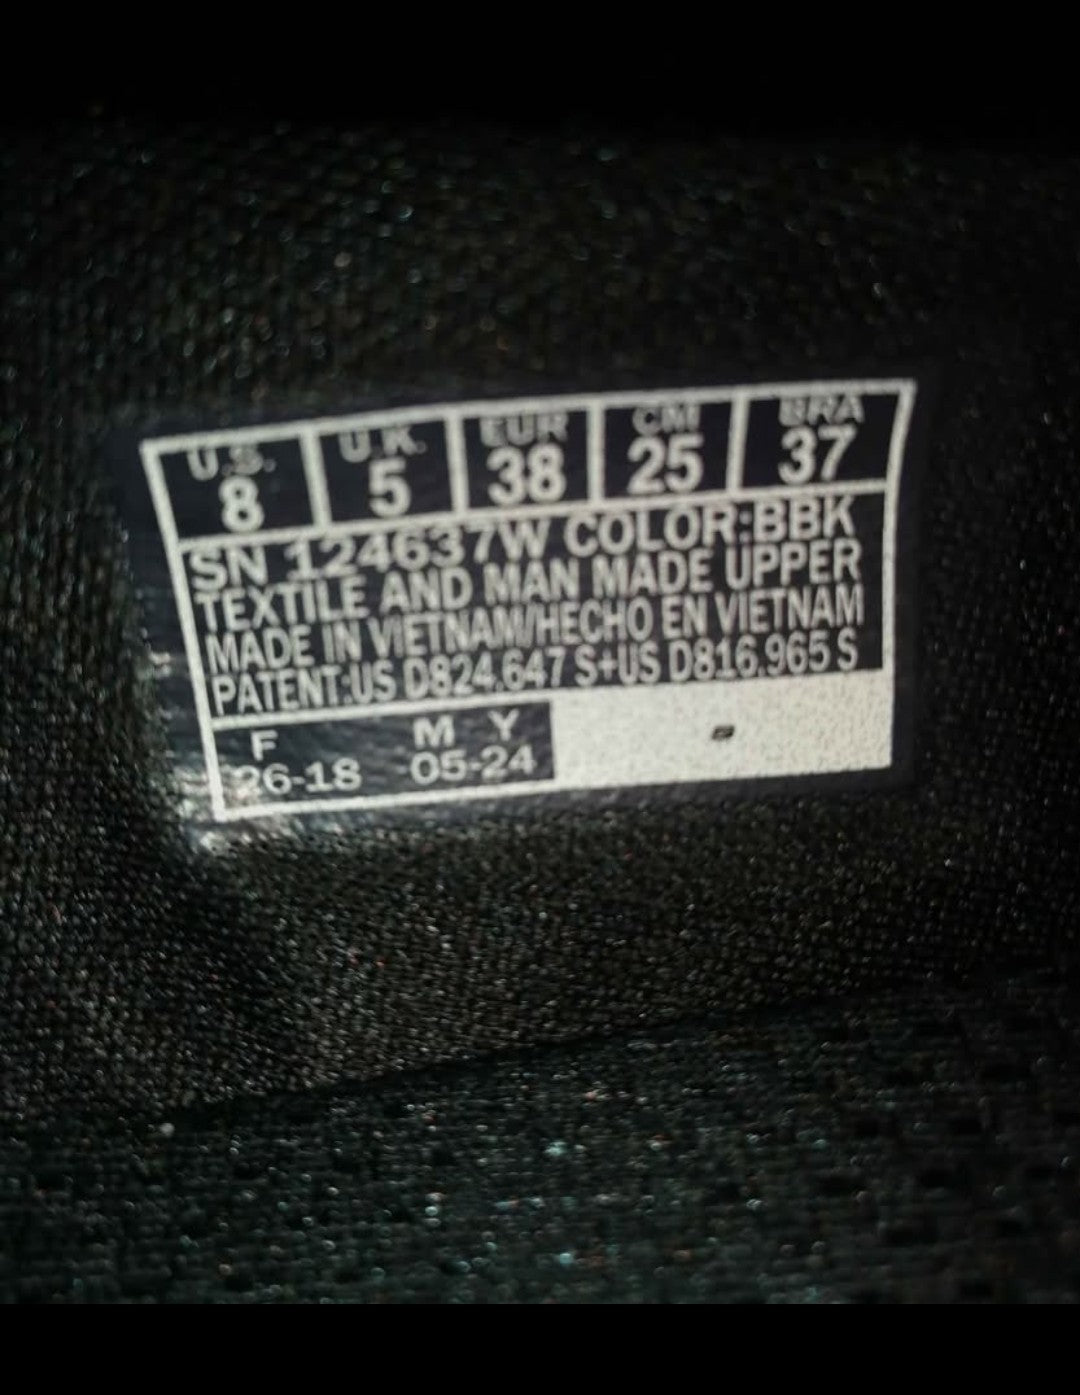 U.S. U.K. EUR CM BRA
8 5 38 25 37
SN 124637W COLOR:BBK
TEXTILE AND MAN MADE UPPER
MADE IN VIETNAM/HECHO EN VIETNAM
PATENT:US D824,647 S+US D816,965 S
F M Y
26-18 05-24